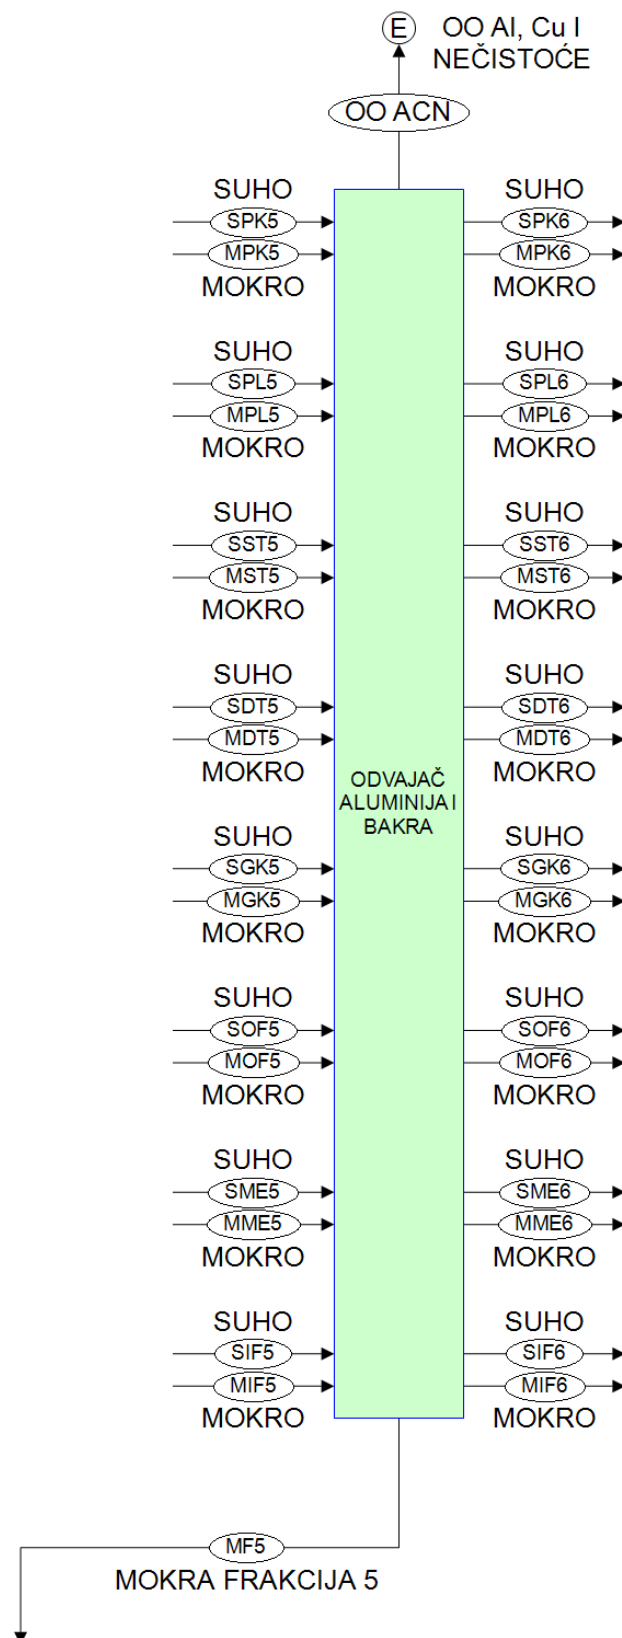 E
OO Al, Cu I
NEČISTOĆE
OO ACN
SUHO SUHO
SPK5 SPK6
MPK5 MPK6
MOKRO MOKRO
SUHO SUHO
SPL5 SPL6
MPL5 MPL6
MOKRO MOKRO
SUHO SUHO
SST5 SST6
MST5 MST6
MOKRO MOKRO
SUHO SUHO
SDT5 SDT6
MDT5 MDT6
MOKRO MOKRO
ODVAJAČ
ALUMINIJA I
BAKRA
SUHO SUHO
SGK5 SGK6
MGK5 MGK6
MOKRO MOKRO
SUHO SUHO
SOF5 SOF6
MOF5 MOF6
MOKRO MOKRO
SUHO SUHO
SME5 SME6
MME5 MME6
MOKRO MOKRO
SUHO SUHO
SIF5 SIF6
MIF5 MIF6
MOKRO MOKRO
MF5
MOKRA FRAKCIJA 5